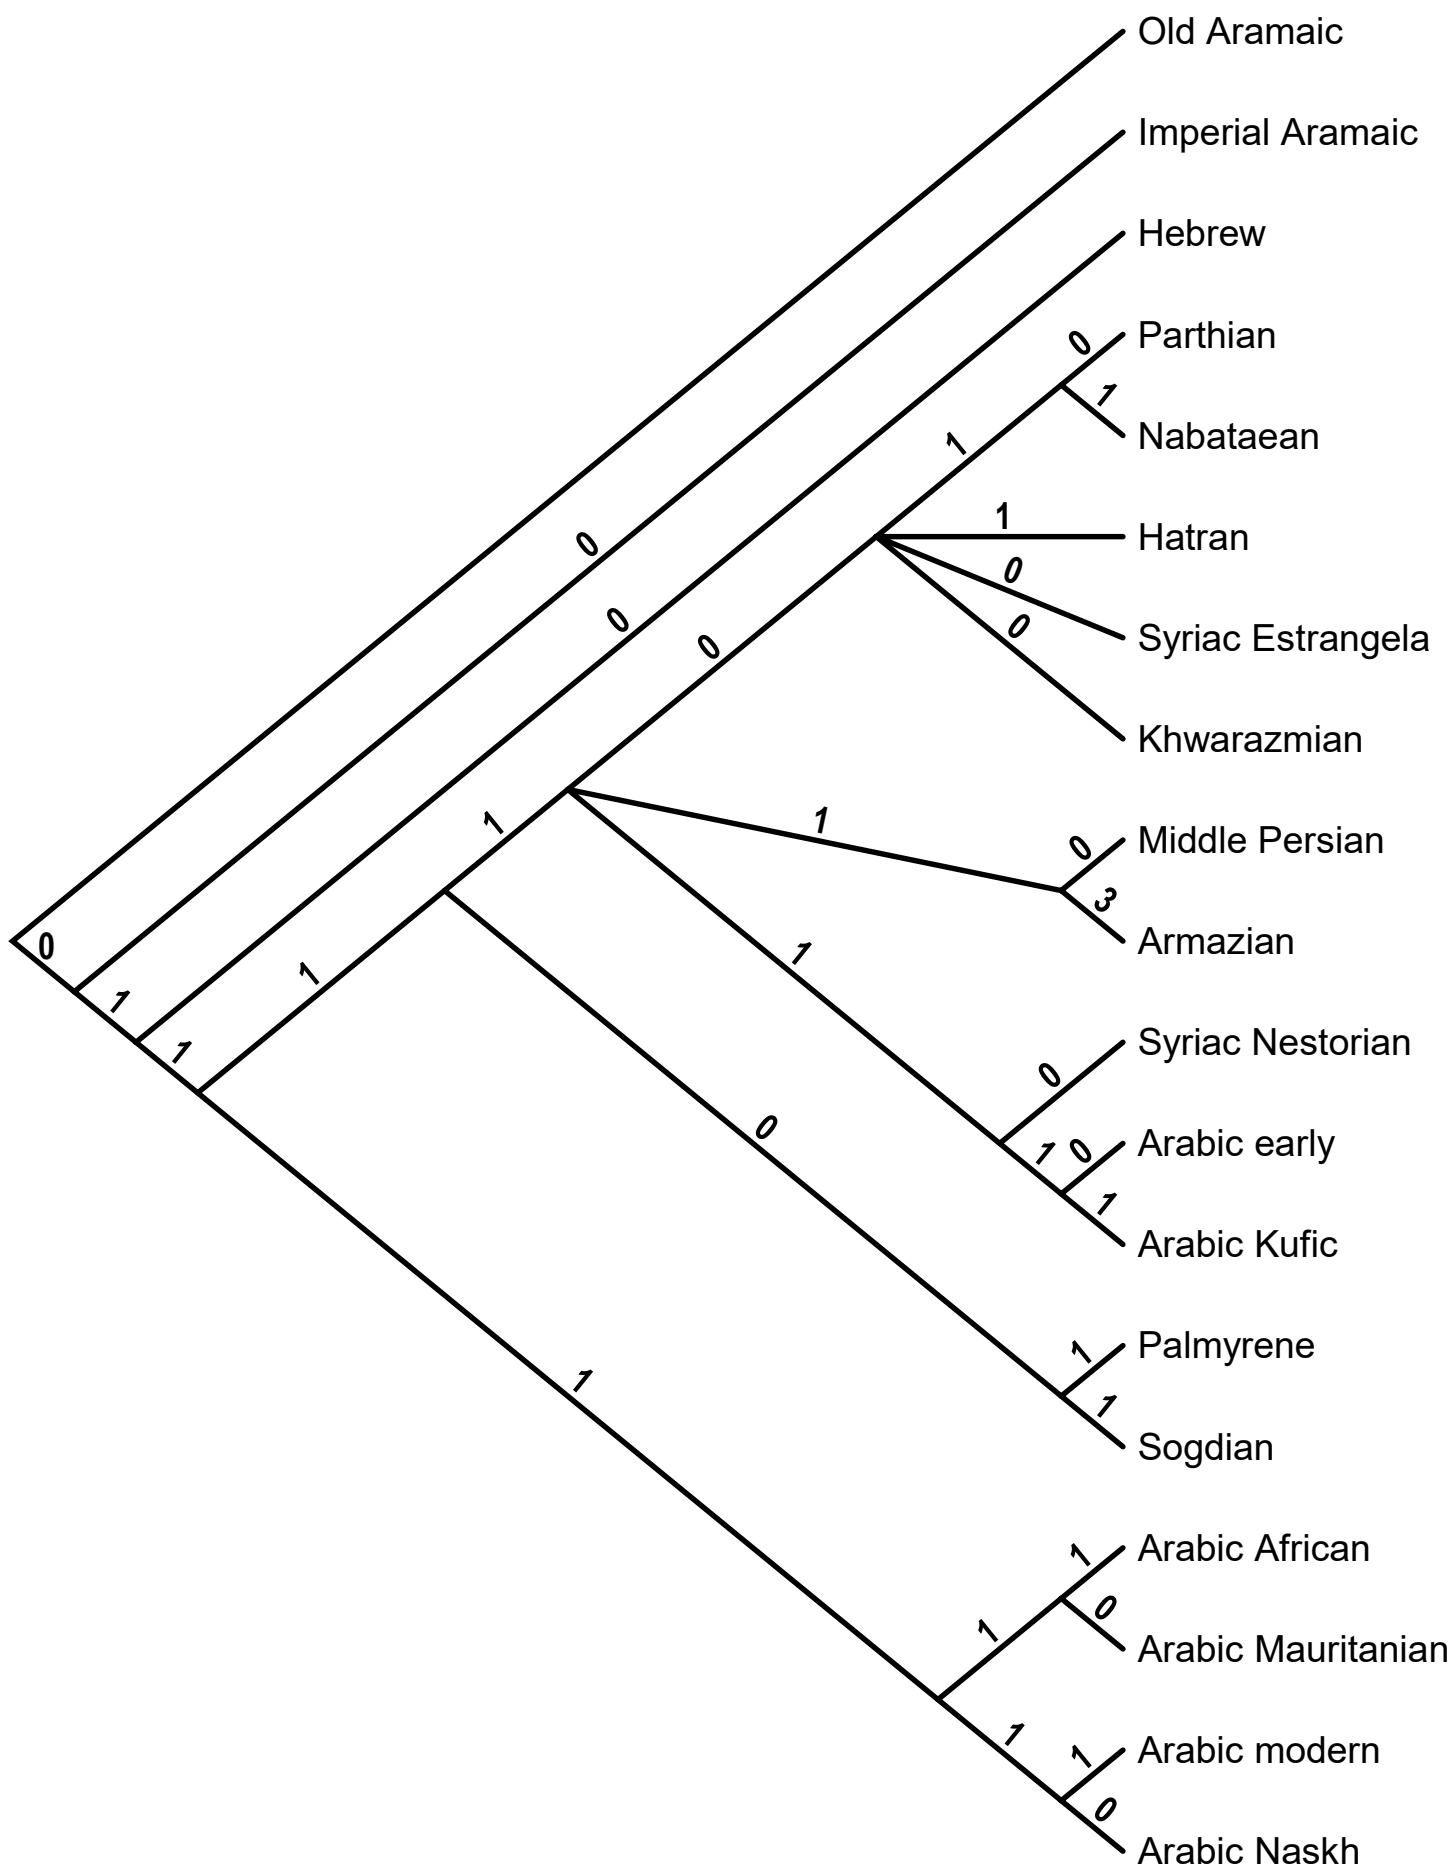 Old Aramaic
Imperial Aramaic
Hebrew
0
Parthian
1
Nabataean
1
1
Hatran
0
0
Syriac Estrangela
0
0
0
Khwarazmian
1
1
0
Middle Persian
3
Armazian
0
1
1
1
1
0
Syriac Nestorian
1
0
Arabic early
0
1
Arabic Kufic
1
Palmyrene
1
1
Sogdian
1
Arabic African
0
1
Arabic Mauritanian
1
1
Arabic modern
0
Arabic Naskh